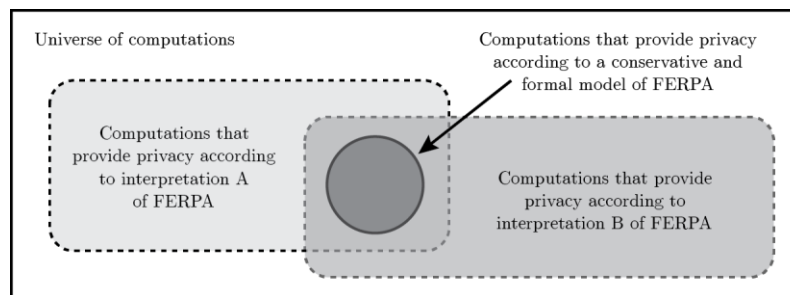 Universe of computations
Computations that provide privacy
according to a conservative and
formal model of FERPA
Computations that
provide privacy according
to interpretation A
of FERPA
Computations that provide
privacy according to
interpretation B of FERPA